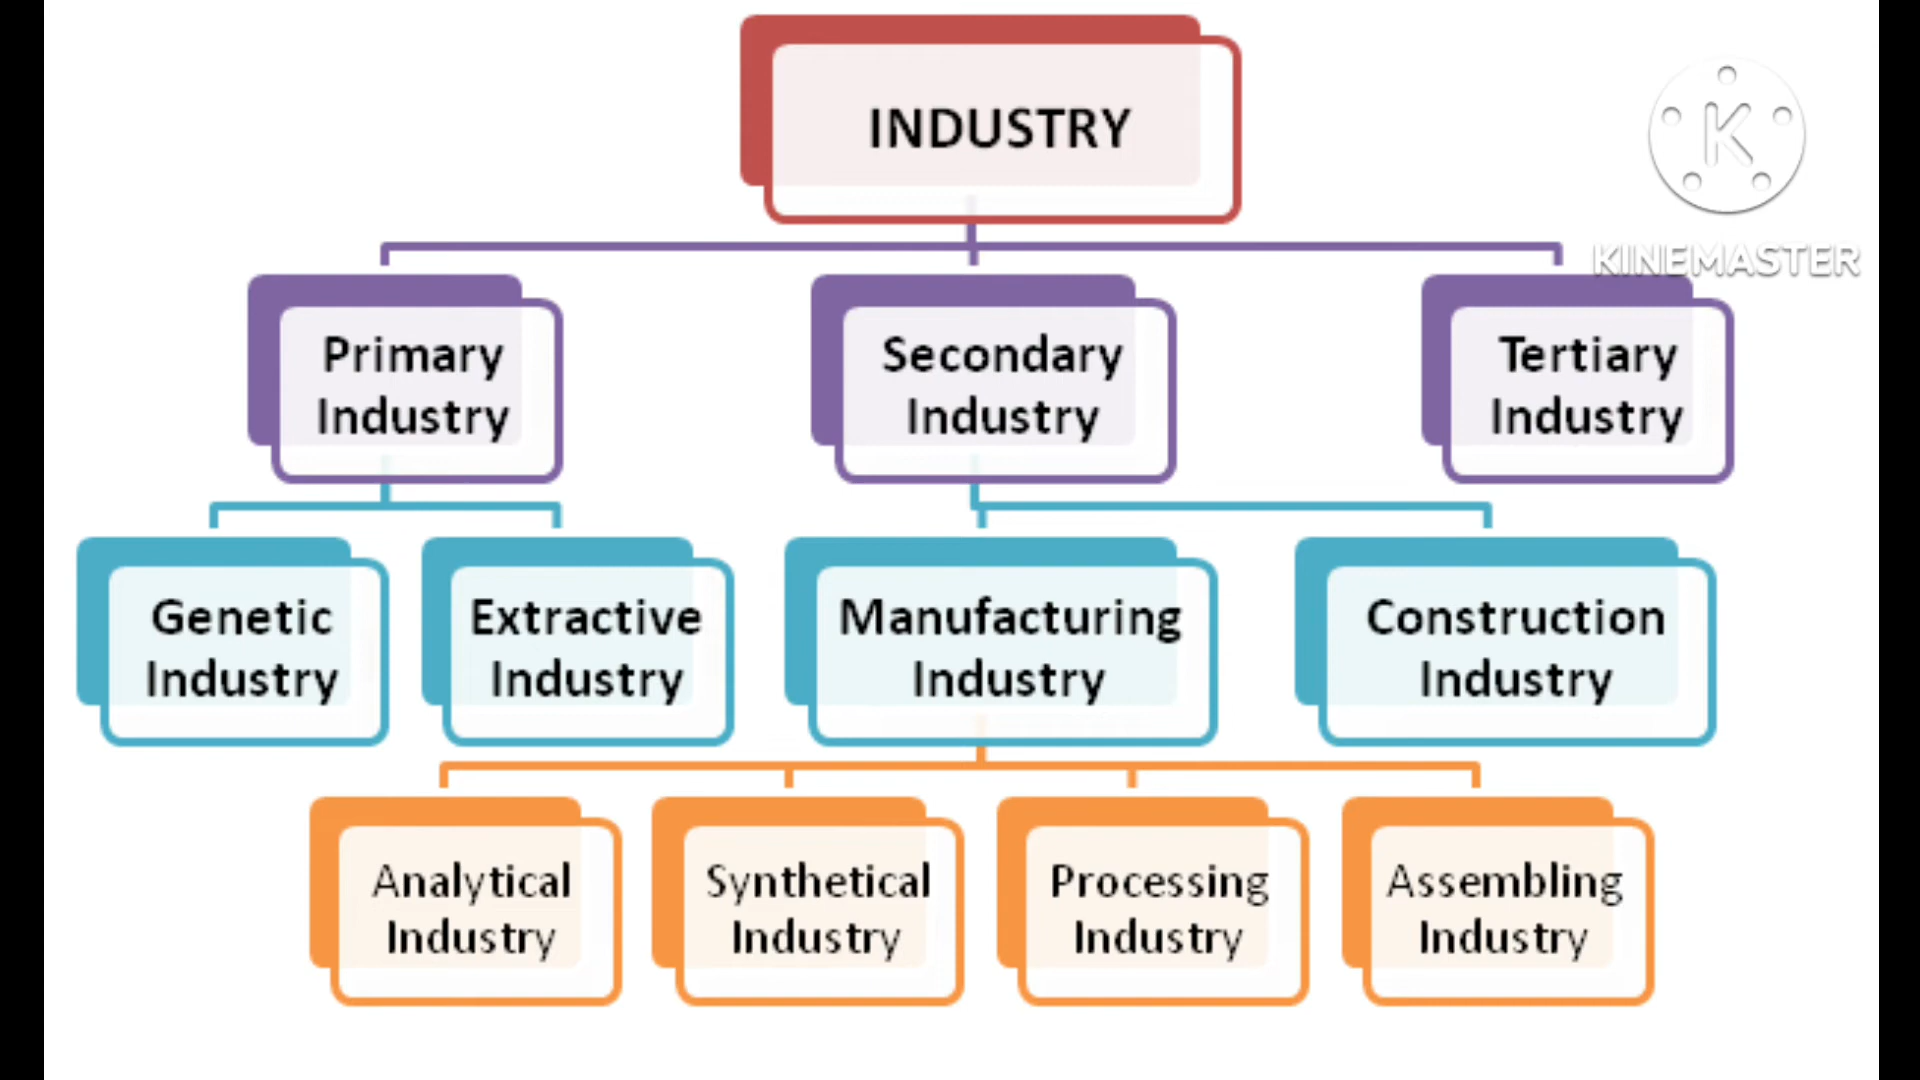 INDUSTRY
K
KINEMASTER
Primary
Industry
Secondary
Industry
Tertiary
Industry
Genetic
Industry
Extractive
Industry
Manufacturing
Industry
Construction
Industry
Analytical
Industry
Synthetical
Industry
Processing
Industry
Assembling
Industry